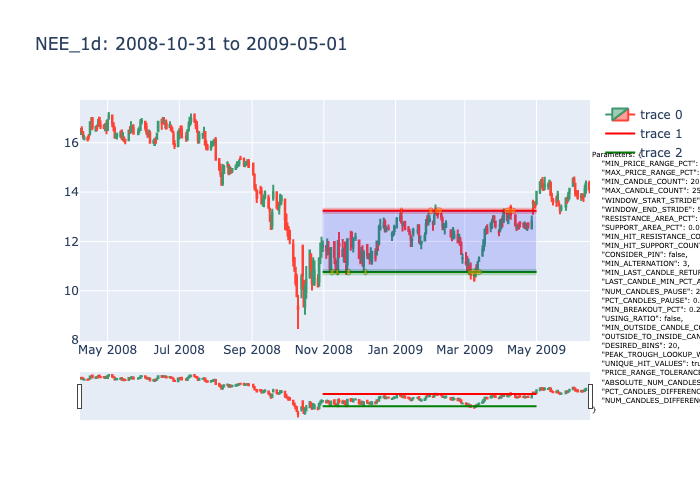 NEE_1d: 2008-10-31 to 2009-05-01
16
14
12
10
8
May 2008
Jul 2008
Sep 2008
Nov 2008
Jan 2009
Mar 2009
May 2009
trace 0
trace 1
trace 2
Parameters: {
"MIN_PRICE_RANGE_PCT":
"MAX_PRICE_RANGE_PCT":
"MIN_CANDLE_COUNT": 20
"MAX_CANDLE_COUNT": 25
"WINDOW_START_STRIDE"
"WINDOW_END_STRIDE": 5
"RESISTANCE_AREA_PCT":
"SUPPORT_AREA_PCT": 0.0
"MIN_HIT_RESISTANCE_CO
"MIN_HIT_SUPPORT_COUN
"CONSIDER_PIN": false,
"MIN_ALTERNATION": 3,
"MIN_LAST_CANDLE_RETUR
"LAST_CANDLE_MIN_PCT_A
"NUM_CANDLES_PAUSE": 2
"PCT_CANDLES_PAUSE": 0.
"MIN_BREAKOUT_PCT": 0.2
"USING_RATIO": false,
"MIN_OUTSIDE_CANDLE_CO
"OUTSIDE_TO_INSIDE_CAN
"DESIRED_BINS": 20,
"PEAK_TROUGH_LOOKUP_W
"UNIQUE_HIT_VALUES": tru
"PRICE_RANGE_TOLERANC
"ABSOLUTE_NUM_CANDLES
"PCT_CANDLES_DIFFERENC
"NUM_CANDLES_DIFFEREN
}